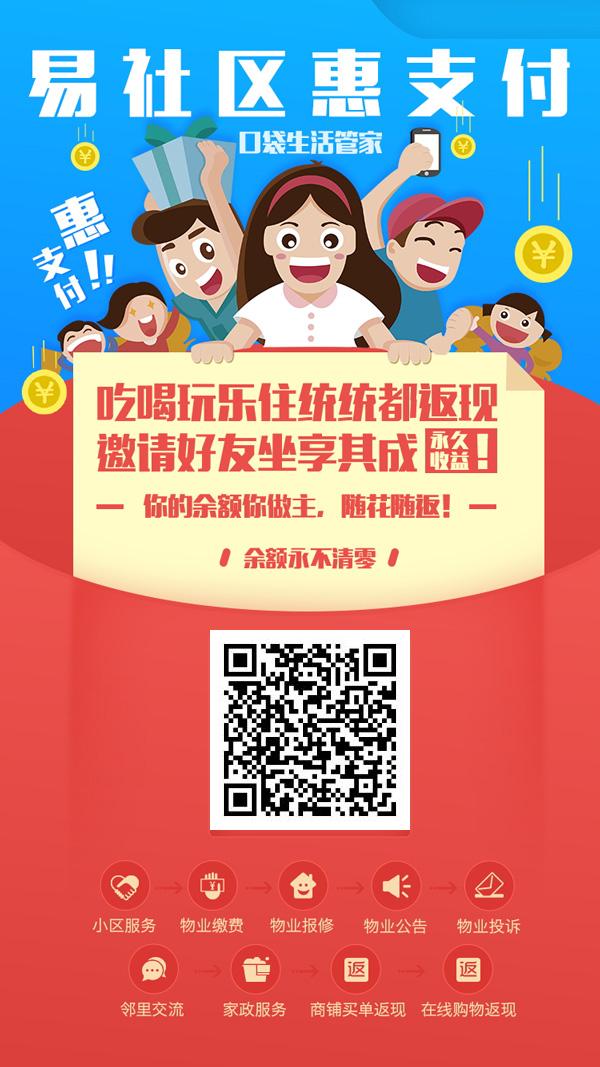 易社区惠支付
口袋生活管家
惠
支付!!
吃喝玩乐住统统都返现
邀请好友坐享其成永久收益!
你的余额你做主，随花随返!
余额永不清零
小区服务 物业缴费 物业报修 物业公告 物业投诉
返 返
邻里交流 家政服务 商铺买单返现 在线购物返现